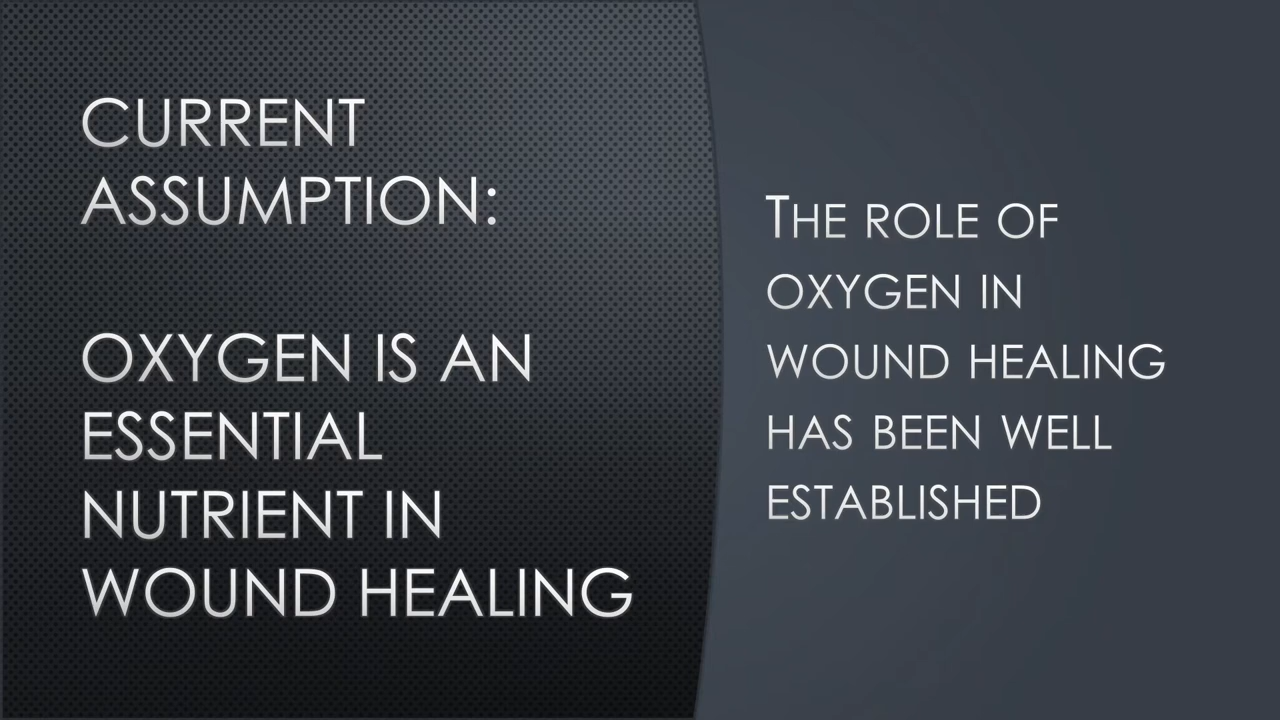 CURRENT
ASSUMPTION:
OXYGEN IS AN
ESSENTIAL
NUTRIENT IN
WOUND HEALING
THE ROLE OF
OXYGEN IN
WOUND HEALING
HAS BEEN WELL
ESTABLISHED